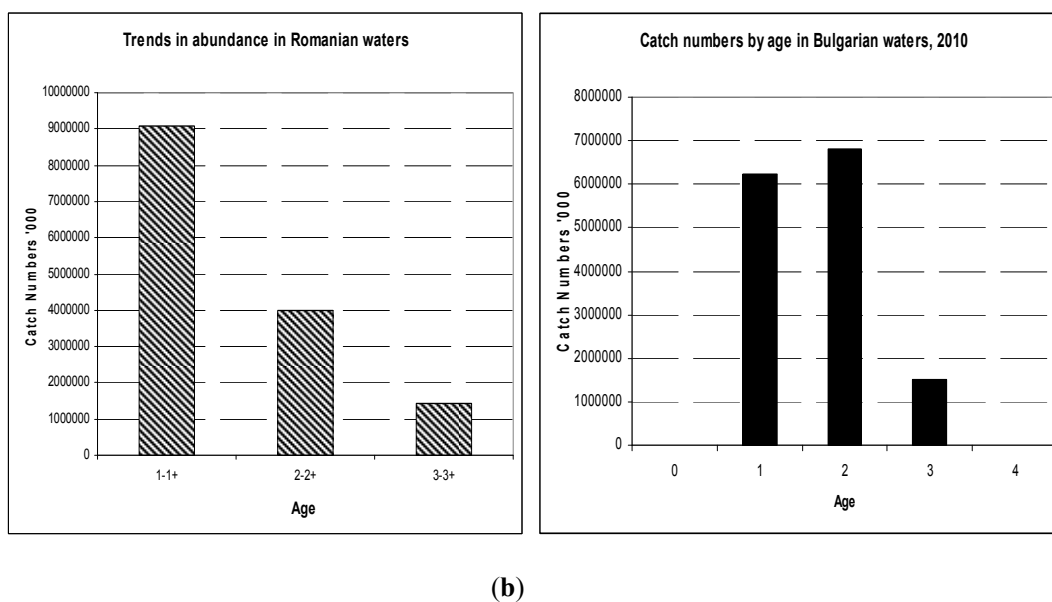 Trends in abundance in Romanian waters
Catch Numbers '000
10000000
9000000
8000000
7000000
6000000
5000000
4000000
3000000
2000000
1000000
0
1-1+ 2-2+ 3-3+
Age
Catch numbers by age in Bulgarian waters, 2010
Catch Numbers '000
8000000
7000000
6000000
5000000
4000000
3000000
2000000
1000000
0
0 1 2 3 4
Age
(b)